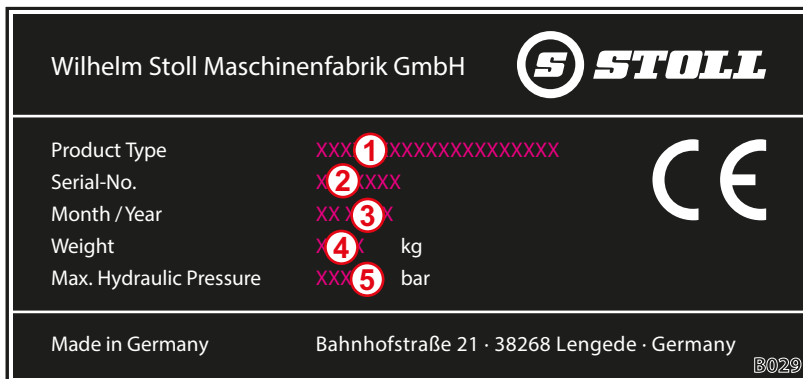 Wilhelm Stoll Maschinenfabrik GmbH
S STOLL
Product Type XXX 1 XXXXXXXXXXXXXX
Serial-No. X 2 XXXX
Month / Year XX X 3 X
Weight X 4 X kg
Max. Hydraulic Pressure XXX 5 bar
CE
Made in Germany
Bahnhofstraße 21 · 38268 Lengede · Germany
B029